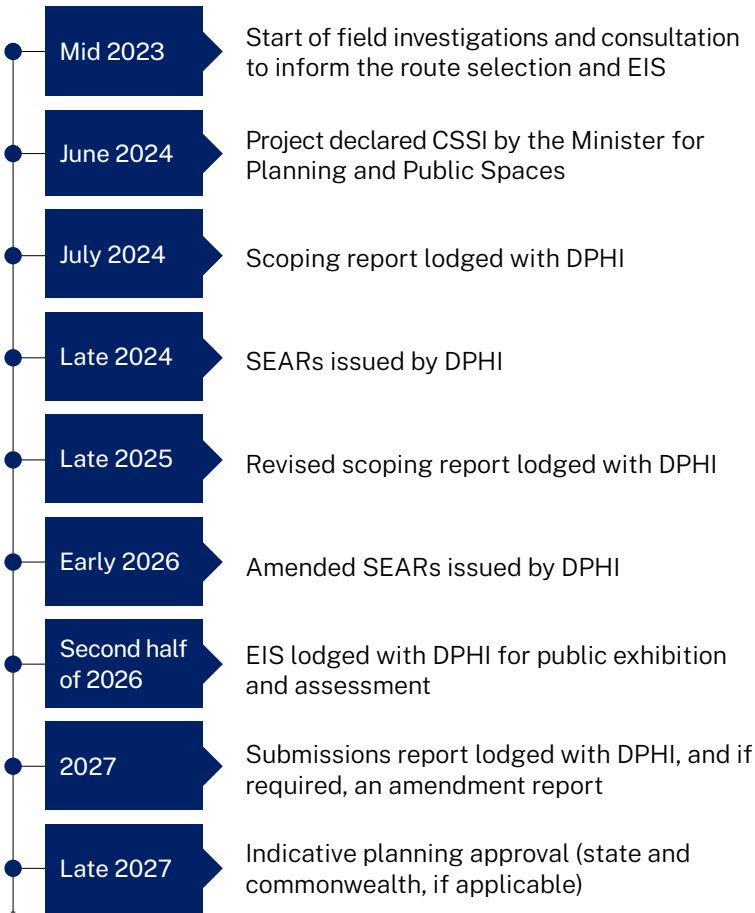 Mid 2023
Start of field investigations and consultation
to inform the route selection and EIS
June 2024
Project declared CSSI by the Minister for
Planning and Public Spaces
July 2024
Scoping report lodged with DPHI
Late 2024
SEARs issued by DPHI
Late 2025
Revised scoping report lodged with DPHI
Early 2026
Amended SEARs issued by DPHI
Second half
of 2026
EIS lodged with DPHI for public exhibition
and assessment
2027
Submissions report lodged with DPHI, and if
required, an amendment report
Late 2027
Indicative planning approval (state and
commonwealth, if applicable)